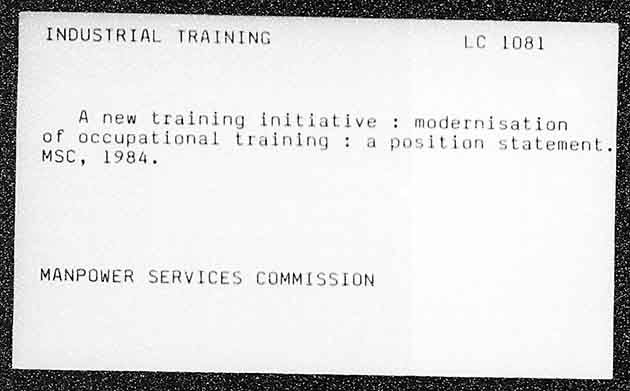 INDUSTRIAL TRAINING LC 1081
A new training initiative : modernisation
of occupational training : a position statement.
MSC, 1984.
MANPOWER SERVICES COMMISSION